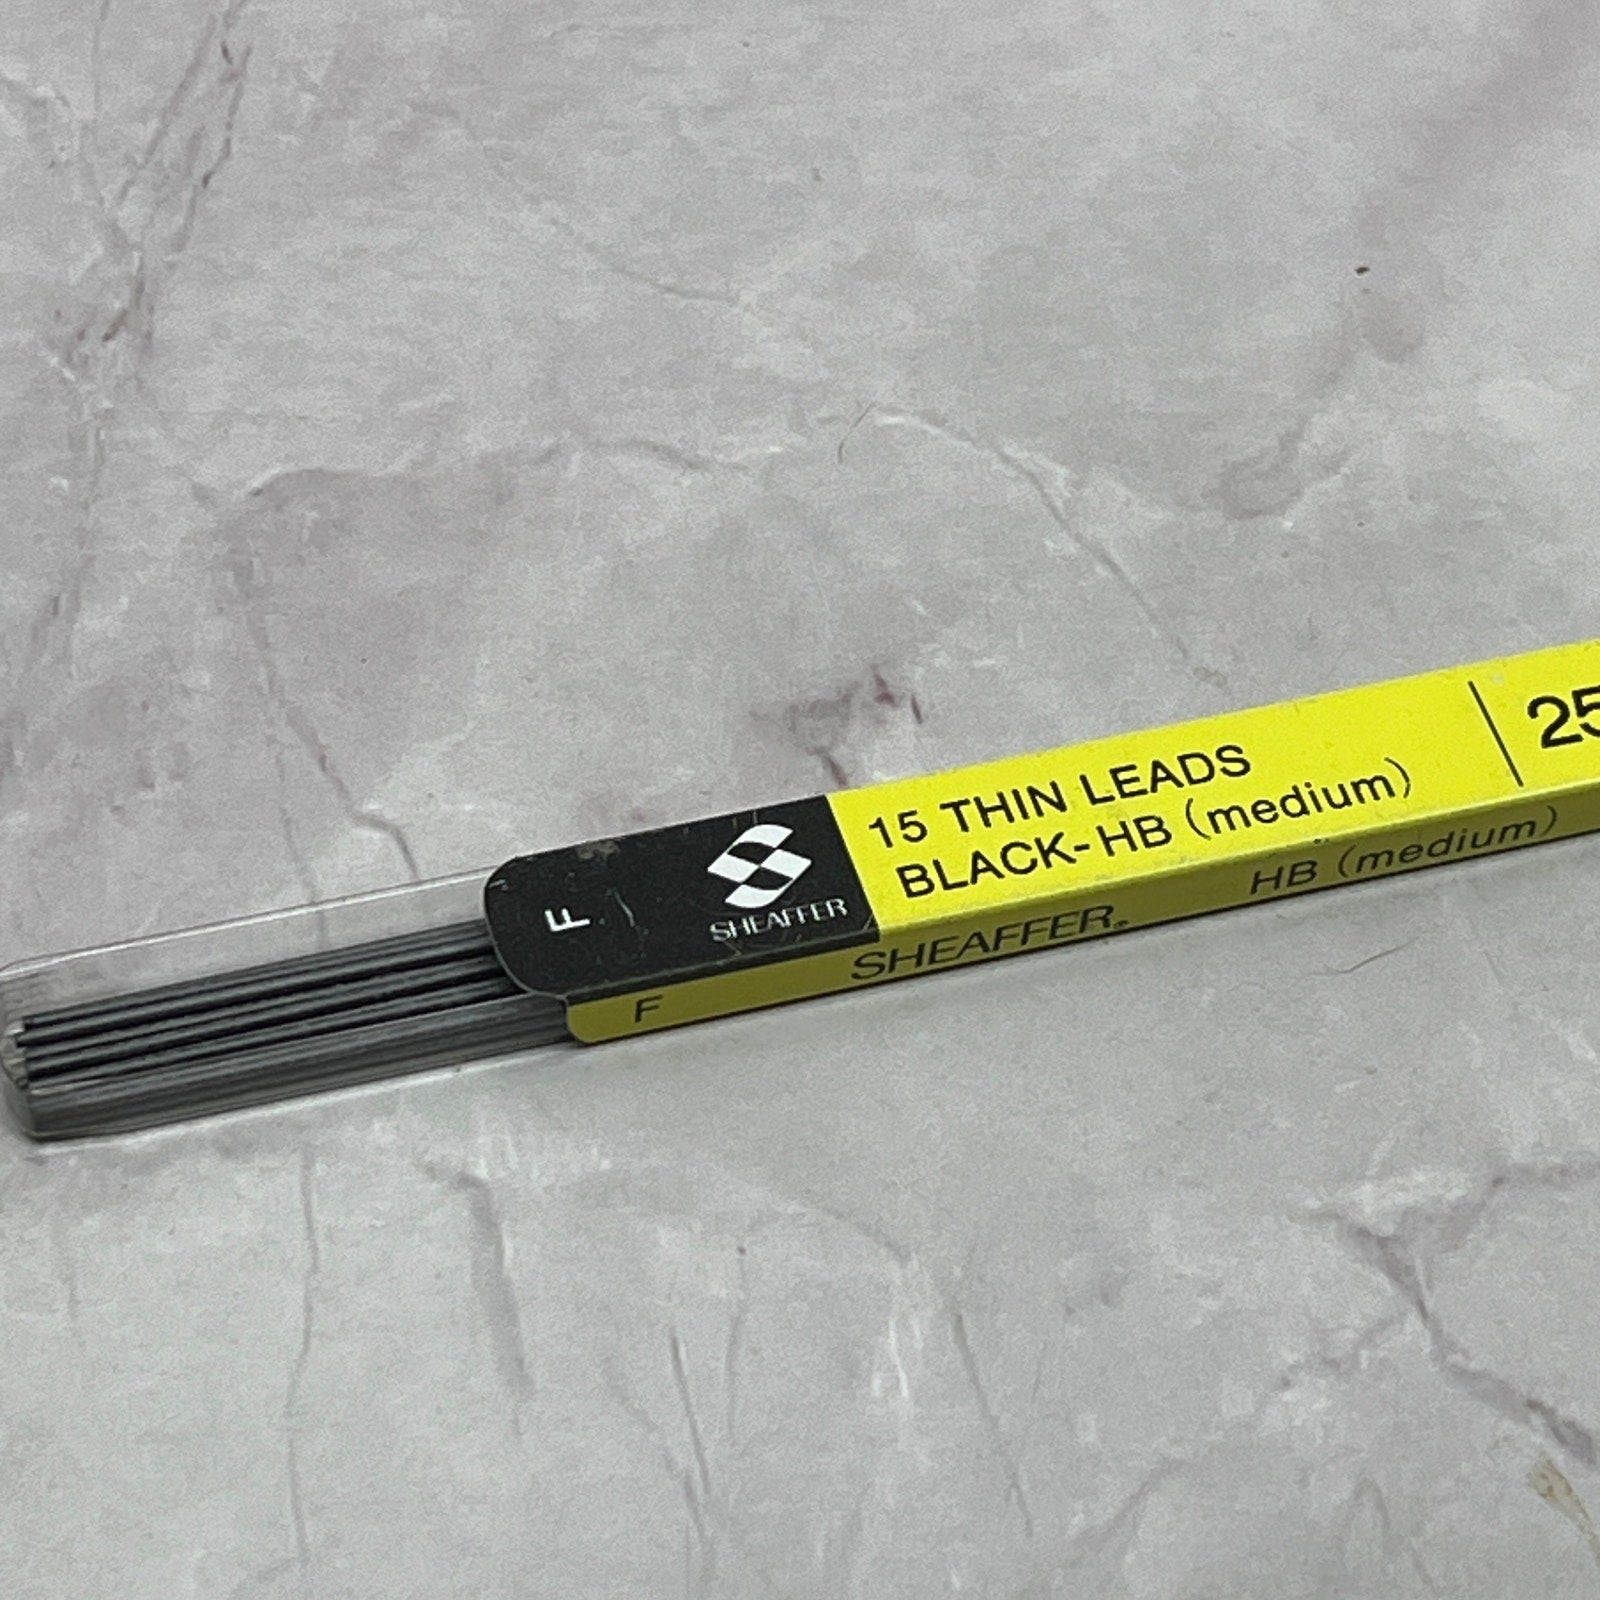 F
SHEAFFER
15 THIN LEADS
BLACK-HB (medium)
25
F
SHEAFFER®
HB (medium)